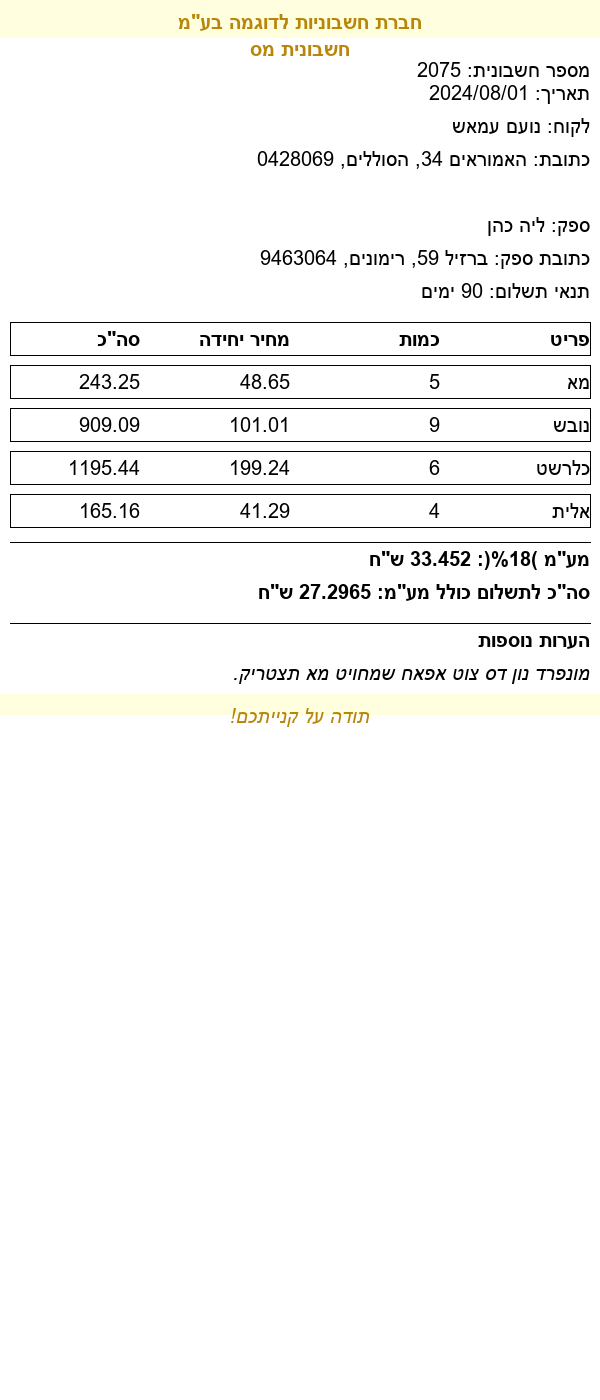 חברת חשבוניות לדוגמה בע"מ
חשבונית מס
מספר חשבונית: 2075
תאריך: 2024/08/01
לקוח: נועם עמאש
כתובת: האמוראים 34, הסוללים, 0428069
ספק: ליה כהן
כתובת ספק: ברזיל 59, רימונים, 9463064
תנאי תשלום: 90 ימים
פריט כמות מחיר יחידה סה"כ
מא 5 48.65 243.25
נובש 9 101.01 909.09
כלרשט 6 199.24 1195.44
אלית 4 41.29 165.16
מע"מ )18%(: 33.452 ש"ח
סה"כ לתשלום כולל מע"מ: 27.2965 ש"ח
הערות נוספות
מונפרד נון דס צוט אפאח שמחויט מא תצטריק.
תודה על קנייתכם!